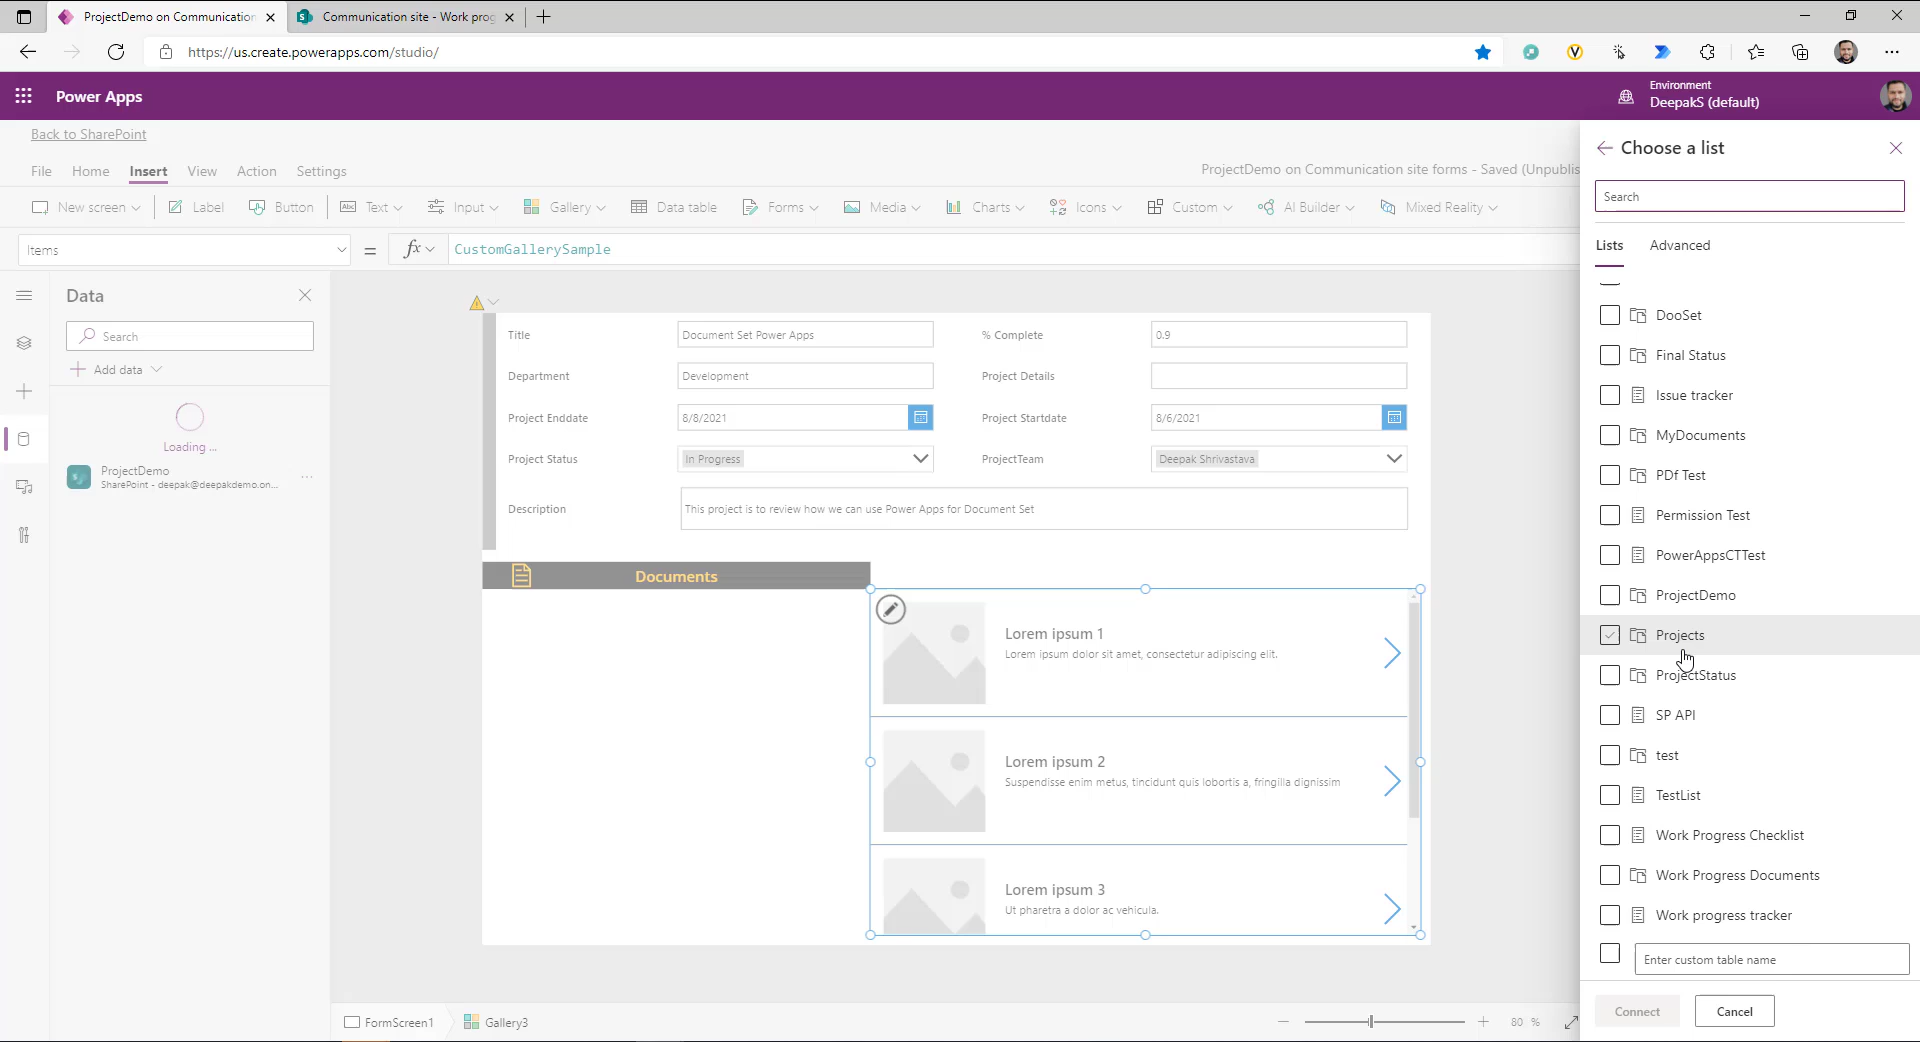 ProjectDemo on Communication
Communication site - Work prog
https://us.create.powerapps.com/studio/
Power Apps
Environment
DeepakS (default)
Back to SharePoint
File Home Insert View Action Settings
ProjectDemo on Communication site forms - Saved (Unpublis
New screen Label Button Text Input Gallery Data table Forms Media Charts Icons Custom AI Builder Mixed Reality
Items = fx CustomGallerySample
Data
Search
Add data
Loading ...
ProjectDemo
SharePoint - deepak@deepakdemo.on...
Title Document Set Power Apps % Complete 0.9
Department Development Project Details
Project Enddate 8/8/2021 Project Startdate 8/6/2021
Project Status In Progress ProjectTeam Deepak Shrivastava
Description This project is to review how we can use Power Apps for Document Set
Documents
Lorem ipsum 1
Lorem ipsum dolor sit amet, consectetur adipiscing elit.
Lorem ipsum 2
Suspendisse enim metus, tincidunt quis lobortis a, fringilla dignissim
Lorem ipsum 3
Ut pharetra a dolor ac vehicula.
FormScreen1 Gallery3
80 %
Choose a list
Search
Lists Advanced
DooSet
Final Status
Issue tracker
MyDocuments
PDf Test
Permission Test
PowerAppsCTTest
ProjectDemo
Projects
ProjectStatus
SP API
test
TestList
Work Progress Checklist
Work Progress Documents
Work progress tracker
Enter custom table name
Connect Cancel